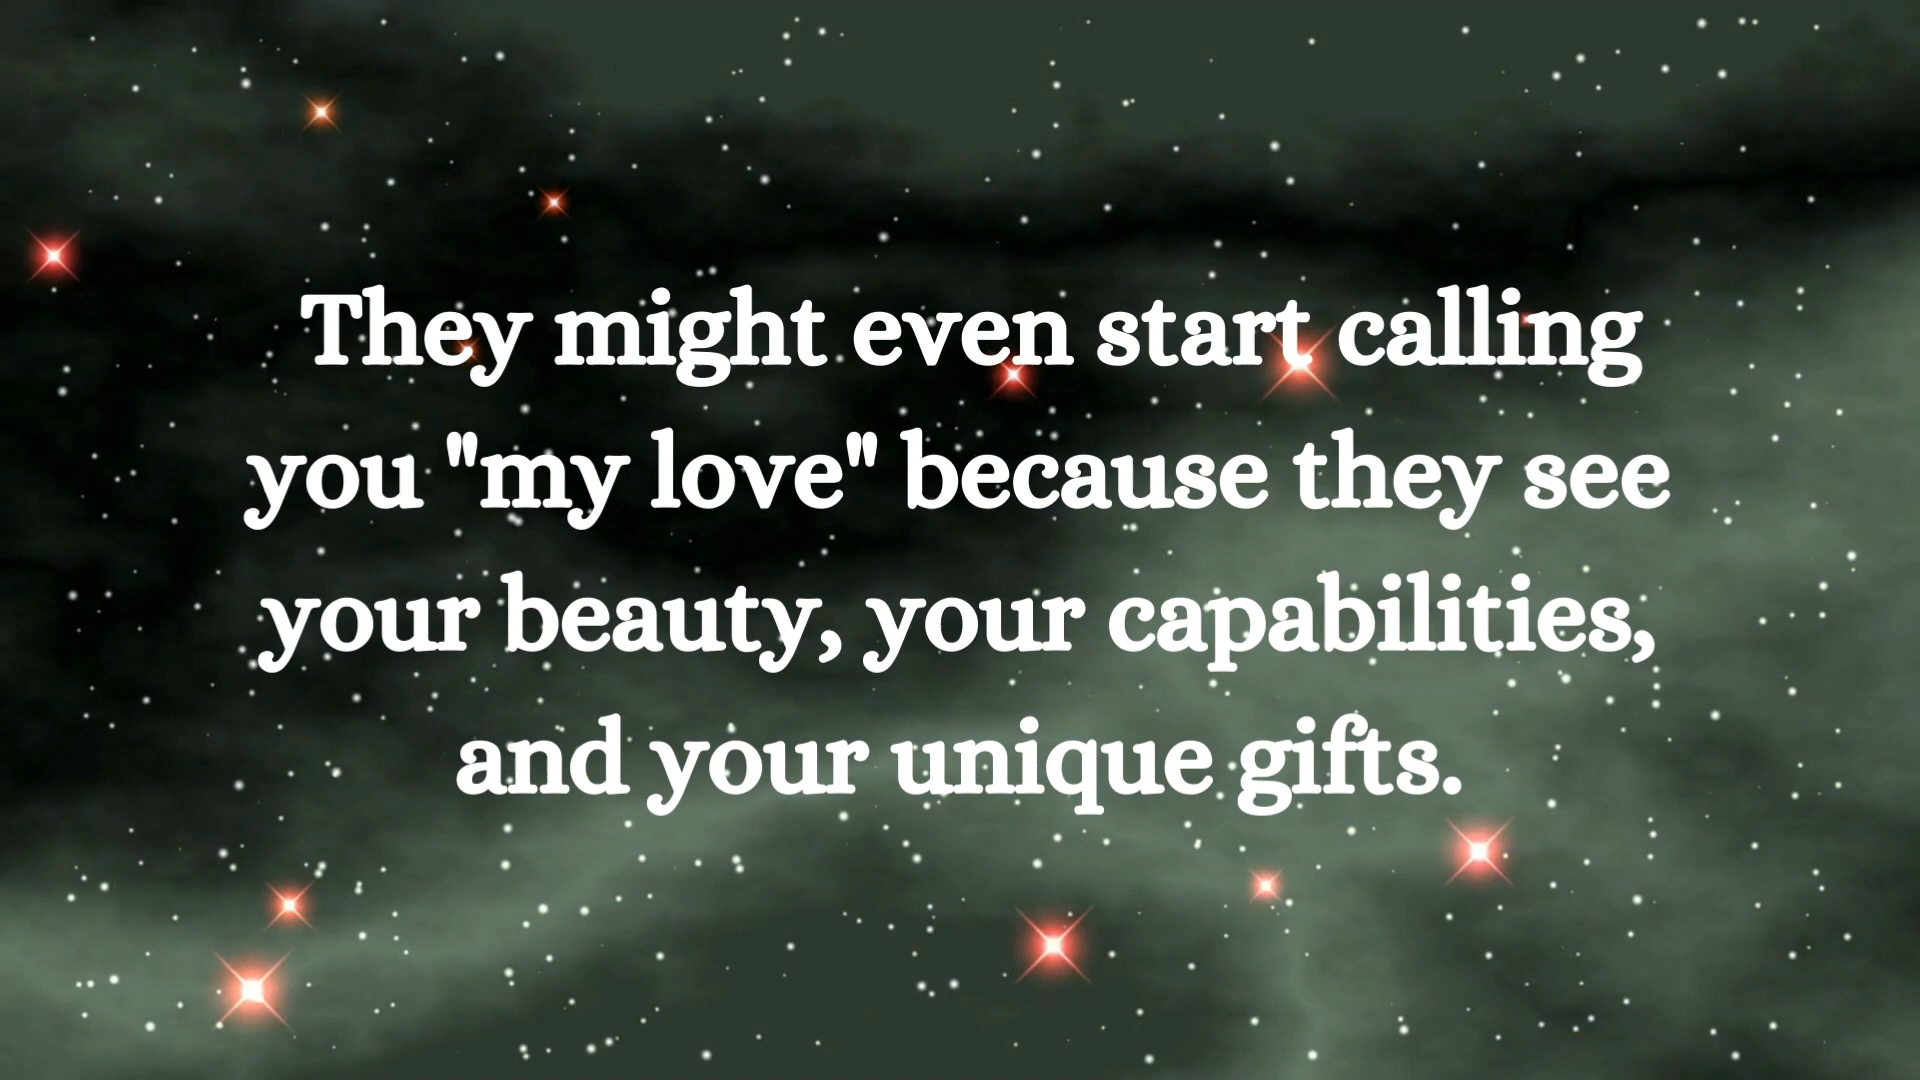 They might even start calling
you "my love" because they see
your beauty, your capabilities,
and your unique gifts.